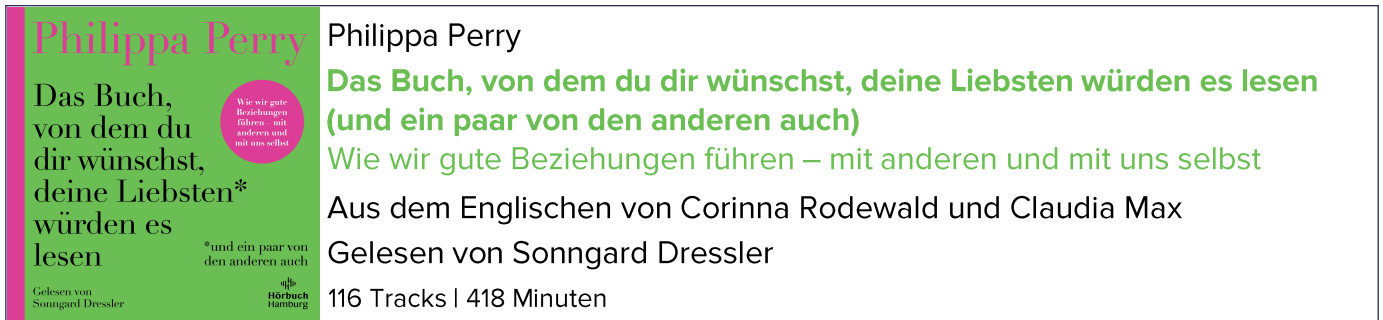 Philippa Perry
Das Buch,
von dem du
dir wünschst,
deine Liebsten*
würden es
lesen
Wie wir gute
Beziehungen
führen – mit
anderen und
mit uns selbst
*und ein paar von
den anderen auch
Gelesen von
Sonngard Dressler
Hörbuch
Hamburg
Philippa Perry
Das Buch, von dem du dir wünschst, deine Liebsten würden es lesen
(und ein paar von den anderen auch)
Wie wir gute Beziehungen führen – mit anderen und mit uns selbst
Aus dem Englischen von Corinna Rodewald und Claudia Max
Gelesen von Sonngard Dressler
116 Tracks | 418 Minuten